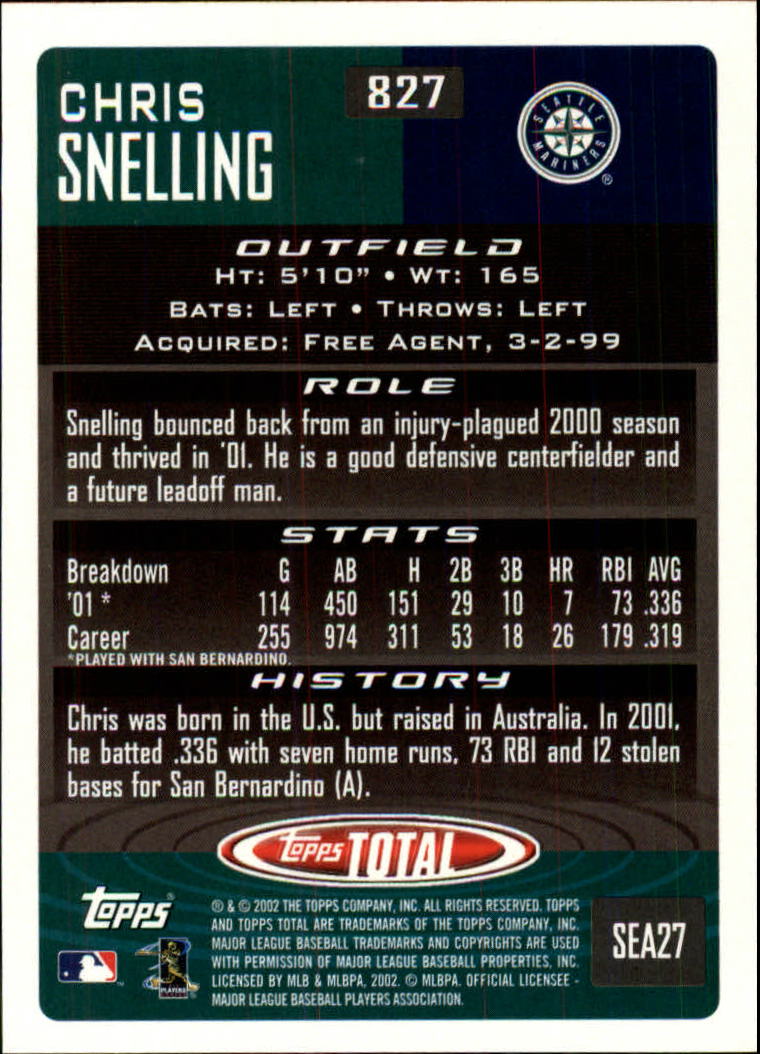 827
CHRIS
SNELLING
SEATTLE
MARINERS
®
OUTFIELD
HT: 5'10" • WT: 165
BATS: LEFT • THROWS: LEFT
ACQUIRED: FREE AGENT, 3-2-99
ROLE
Snelling bounced back from an injury-plagued 2000 season
and thrived in '01. He is a good defensive centerfielder and
a future leadoff man.
STATS
Breakdown G AB H 2B 3B HR RBI AVG
'01 * 114 450 151 29 10 7 73 .336
Career 255 974 311 53 18 26 179 .319
*PLAYED WITH SAN BERNARDINO.
HISTORY
Chris was born in the U.S. but raised in Australia. In 2001,
he batted .336 with seven home runs, 73 RBI and 12 stolen
bases for San Bernardino (A).
Topps TOTAL
Topps®
® & © 2002 THE TOPPS COMPANY, INC. ALL RIGHTS RESERVED. TOPPS
AND TOPPS TOTAL ARE TRADEMARKS OF THE TOPPS COMPANY, INC.
MAJOR LEAGUE BASEBALL TRADEMARKS AND COPYRIGHTS ARE USED
WITH PERMISSION OF MAJOR LEAGUE BASEBALL PROPERTIES, INC.
LICENSED BY MLB & MLBPA, 2002. © MLBPA. OFFICIAL LICENSEE -
MAJOR LEAGUE BASEBALL PLAYERS ASSOCIATION.
SEA27
PLAYERS